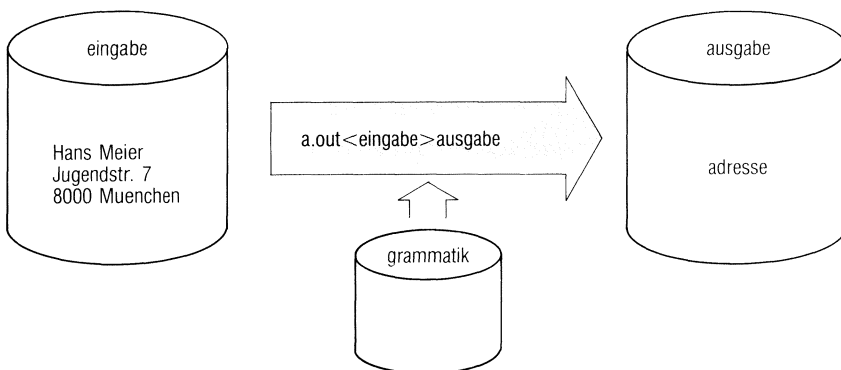 eingabe
Hans Meier
Jugendstr. 7
8000 Muenchen
a.out<eingabe>ausgabe
grammatik
ausgabe
adresse